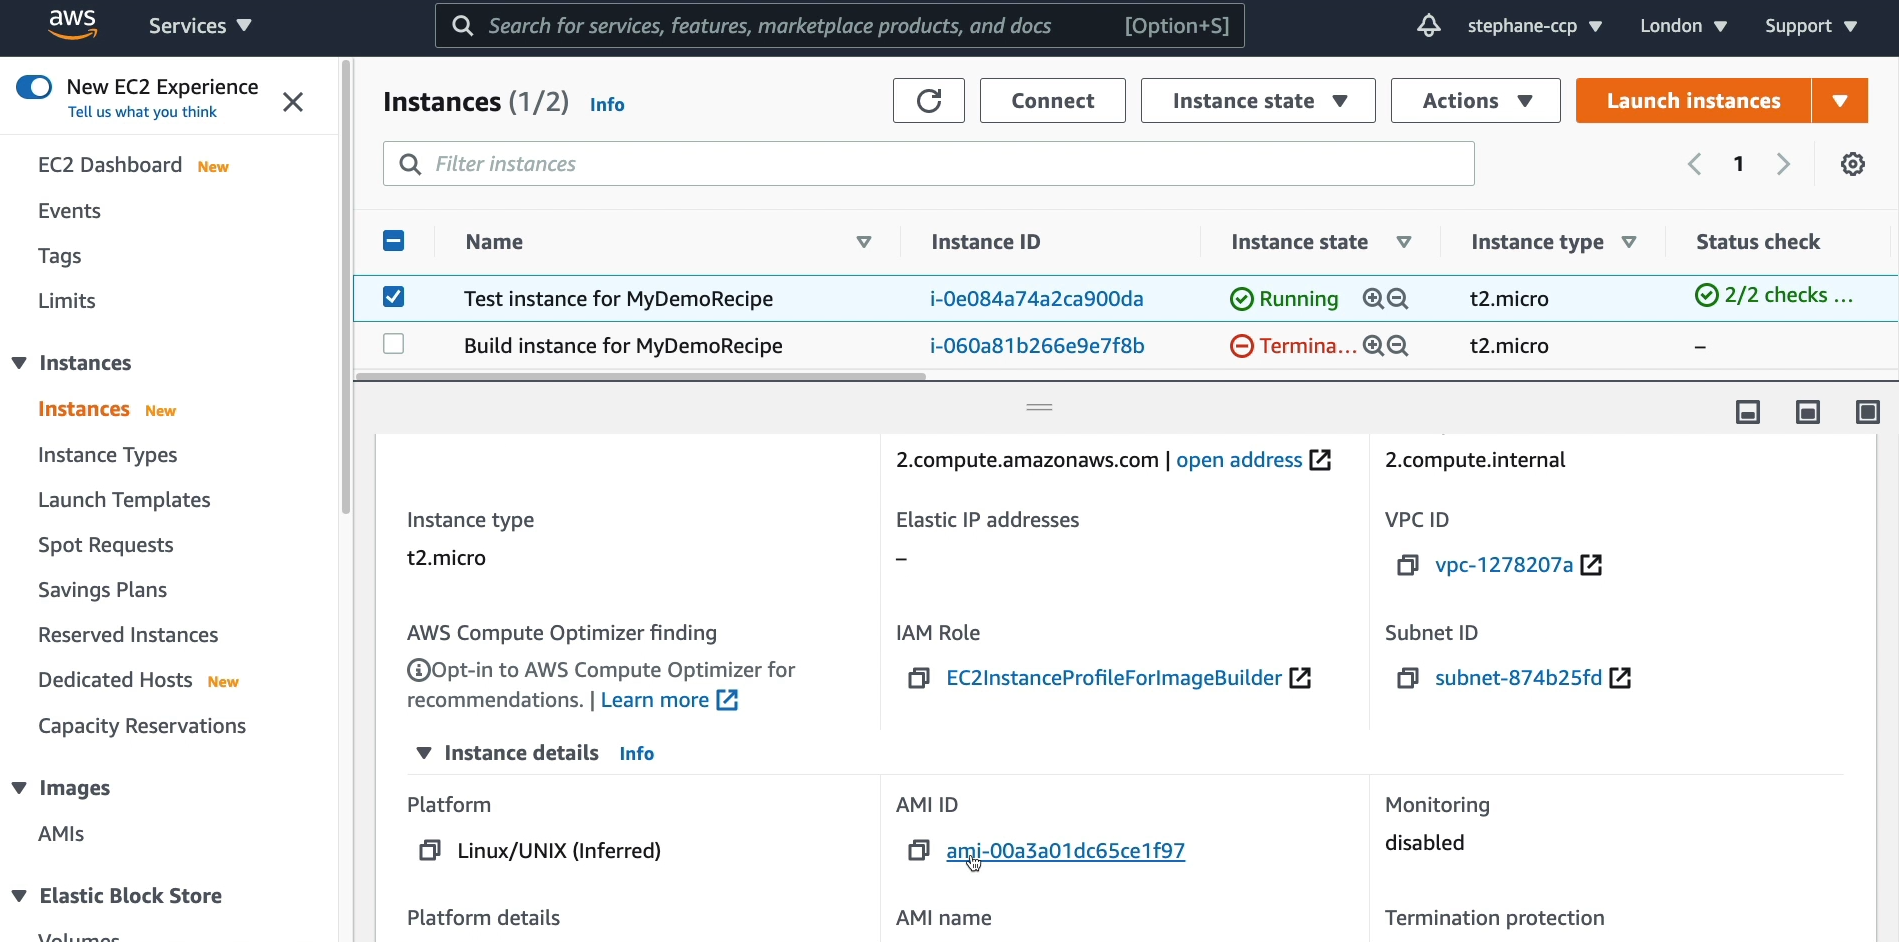 aws
Services
Search for services, features, marketplace products, and docs
[Option+S]
stephane-ccp
London
Support
New EC2 Experience
Tell us what you think
EC2 Dashboard New
Events
Tags
Limits
Instances
Instances New
Instance Types
Launch Templates
Spot Requests
Savings Plans
Reserved Instances
Dedicated Hosts New
Capacity Reservations
Images
AMIs
Elastic Block Store
Volumes
Instances (1/2) Info
Connect
Instance state
Actions
Launch instances
Filter instances
1
Name Instance ID Instance state Instance type Status check
Test instance for MyDemoRecipe i-0e084a74a2ca900da Running t2.micro 2/2 checks ...
Build instance for MyDemoRecipe i-060a81b266e9e7f8b Termina... t2.micro –
2.compute.amazonaws.com | open address
2.compute.internal
Instance type
t2.micro
Elastic IP addresses
–
VPC ID
vpc-1278207a
AWS Compute Optimizer finding
Opt-in to AWS Compute Optimizer for
recommendations. | Learn more
IAM Role
EC2InstanceProfileForImageBuilder
Subnet ID
subnet-874b25fd
Instance details Info
Platform
Linux/UNIX (Inferred)
AMI ID
ami-00a3a01dc65ce1f97
Monitoring
disabled
Platform details
AMI name
Termination protection